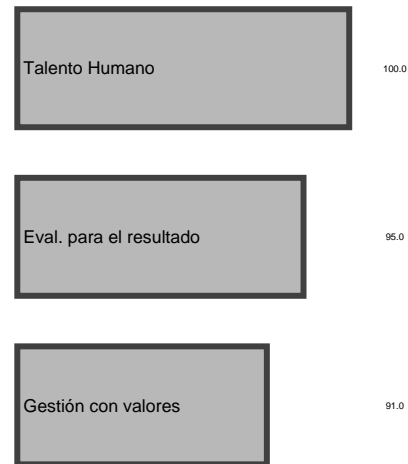 Talento Humano 100.0
Eval. para el resultado 95.0
Gestión con valores 91.0